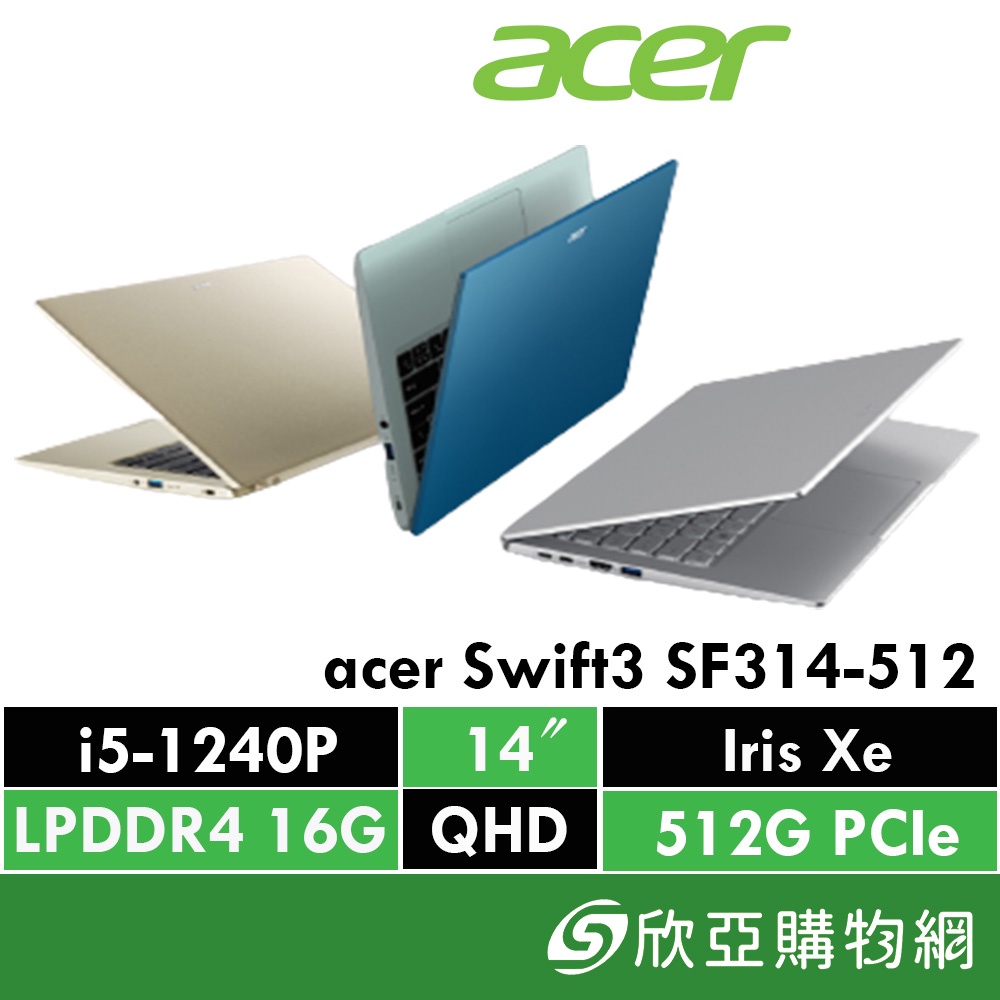 acer
acer
acer Swift3 SF314-512
i5-1240P 14″ Iris Xe
LPDDR4 16G QHD 512G PCIe
欣亞購物網